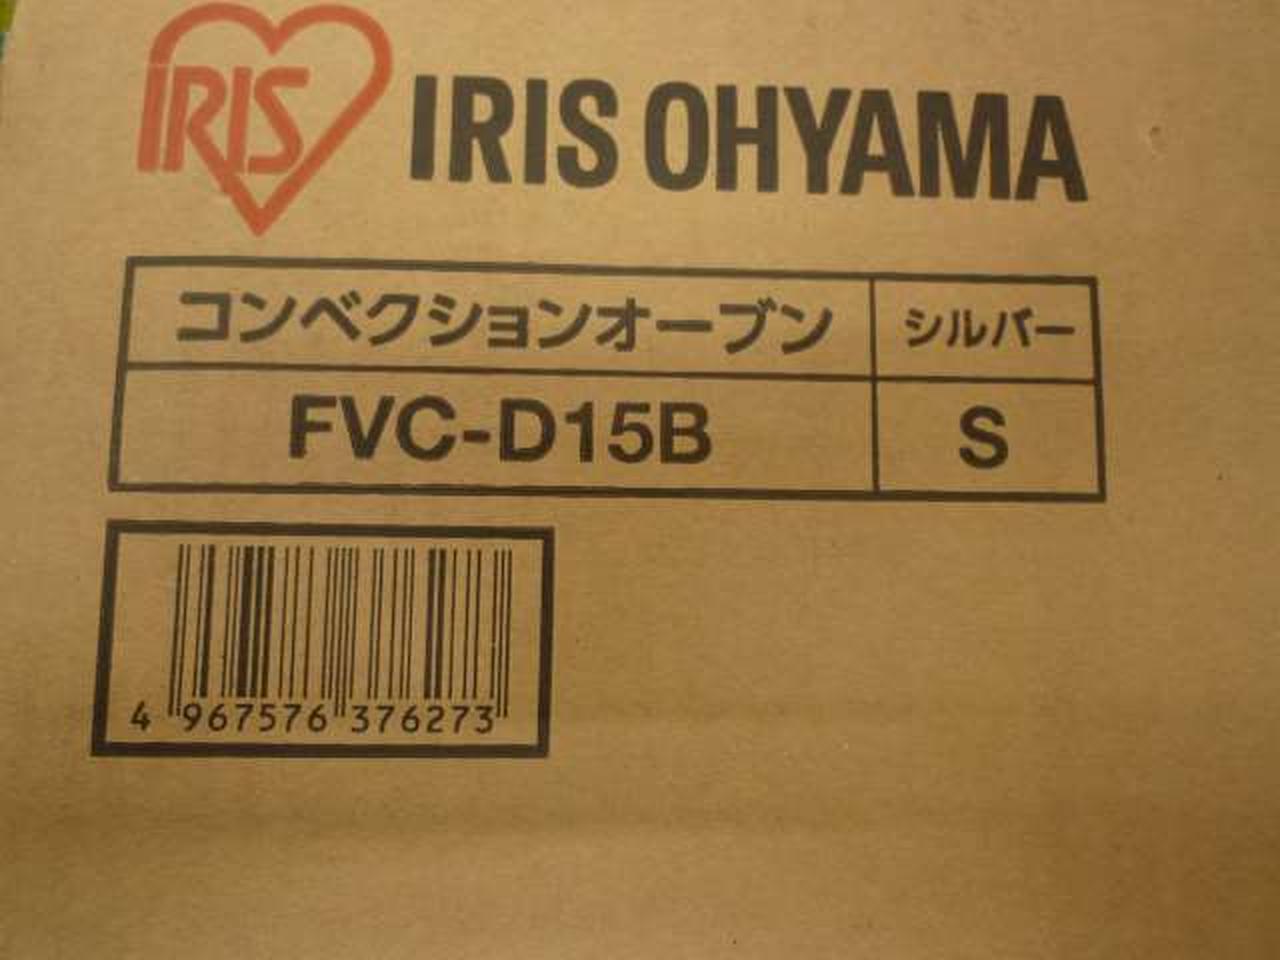 IRIS
IRIS OHYAMA
コンベクションオーブン シルバー
FVC-D15B S
4 967576 376273